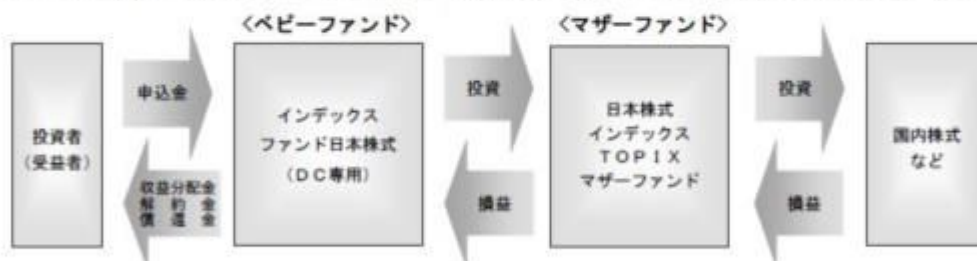 〈ベビーファンド〉
〈マザーファンド〉
投資者
(受益者)
申込金
収益分配金
解約金
償還金
インデックス
ファンド日本株式
(DC専用)
投資
損益
日本株式
インデックス
TOPIX
マザーファンド
投資
損益
国内株式
など